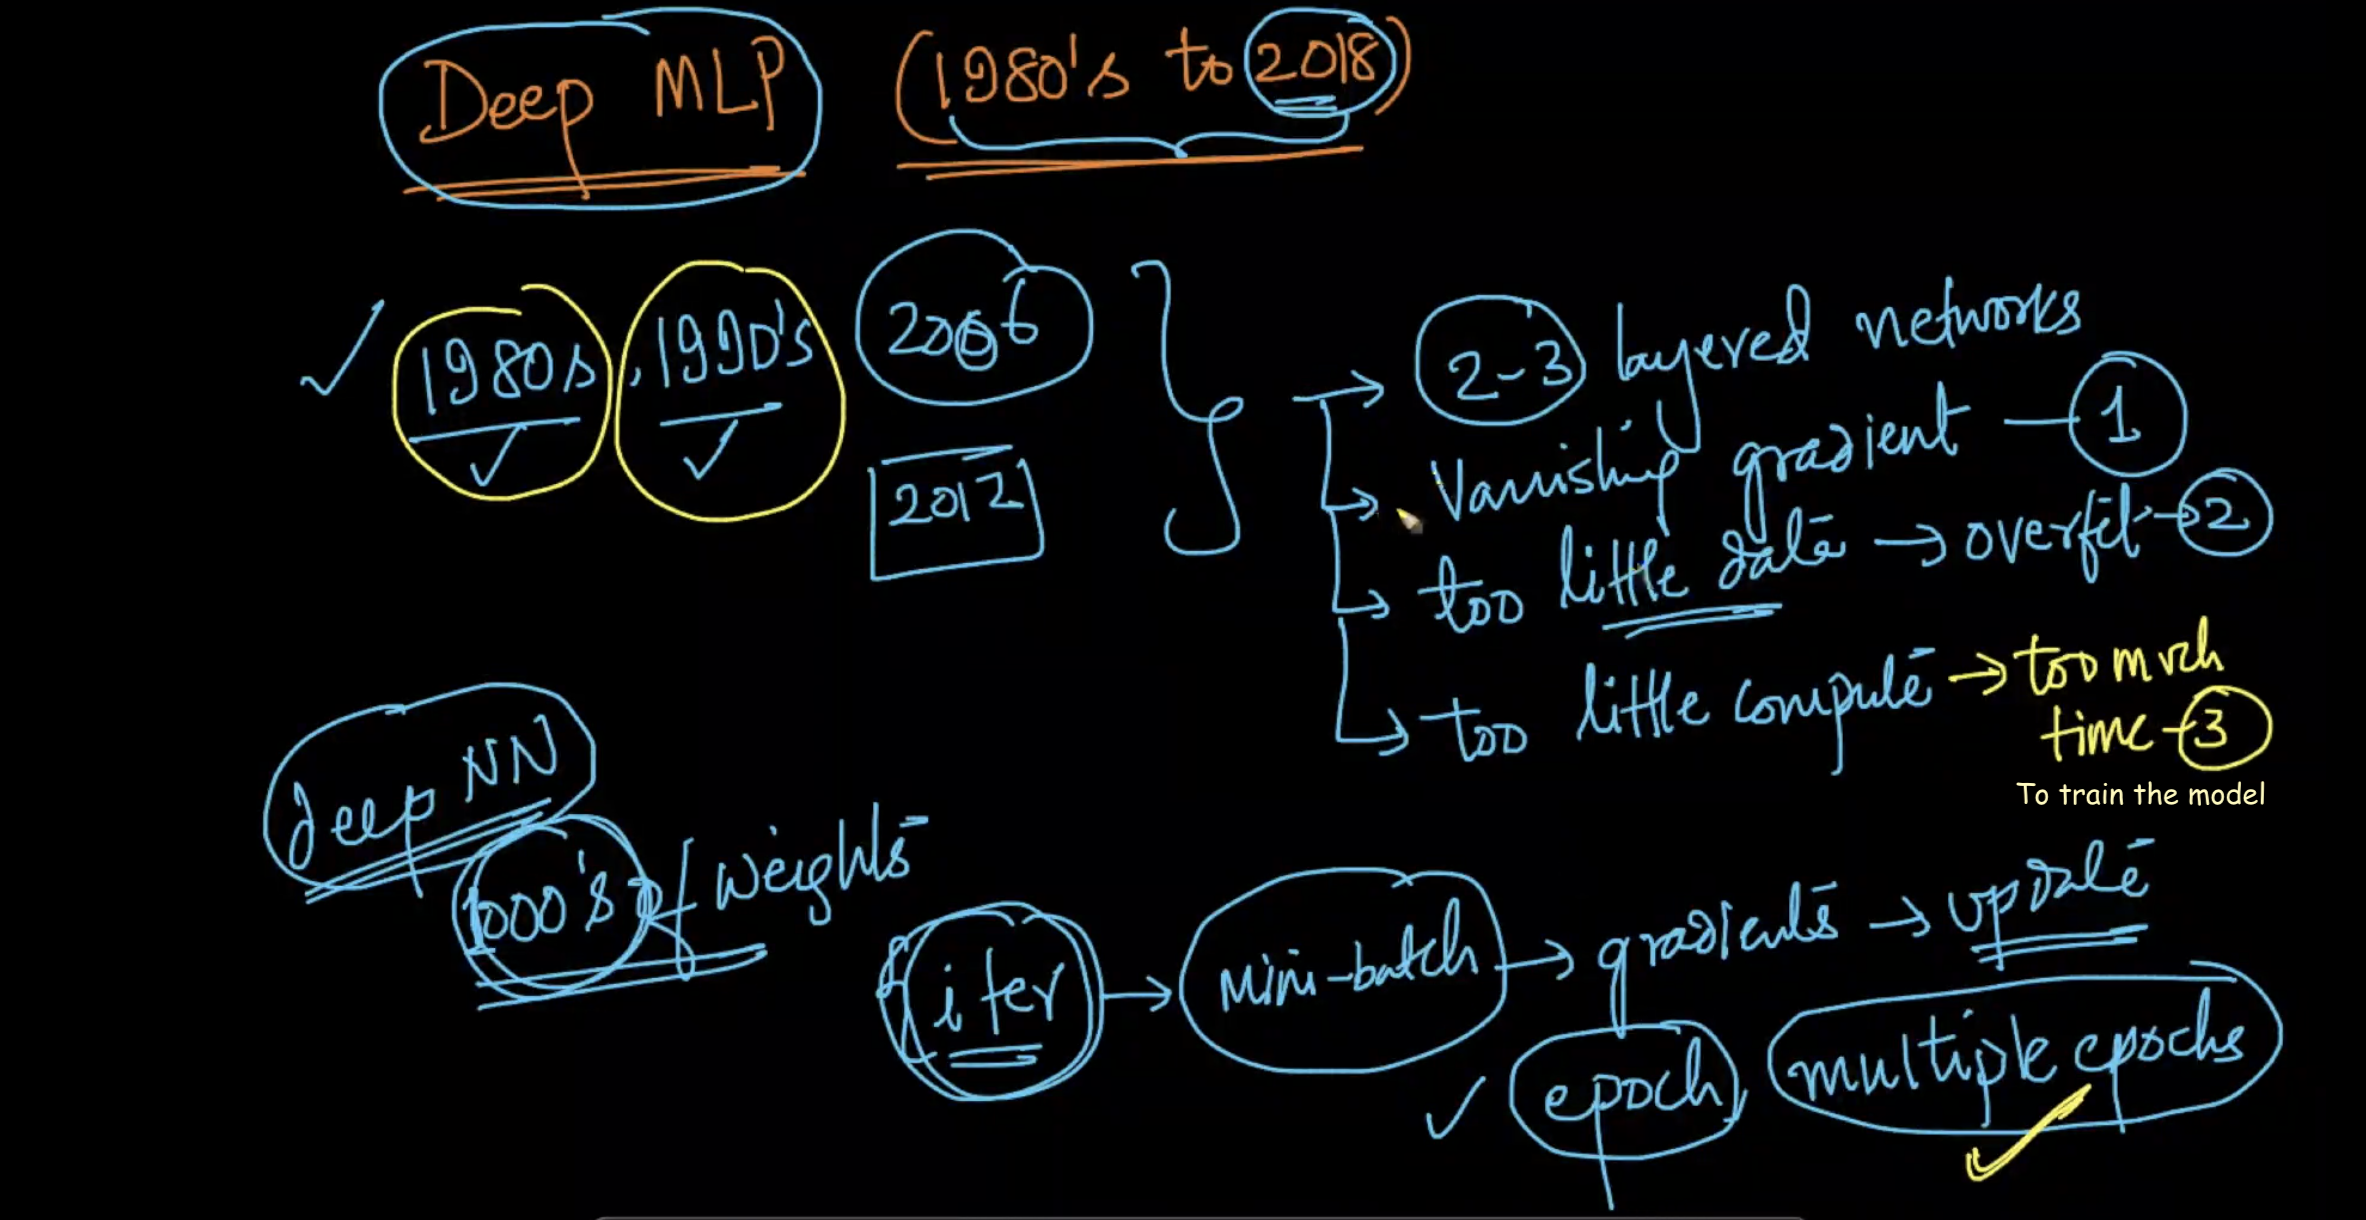 Deep MLP (1980's to 2018)
1980s, 1990's 2006
2012
2-3 layered networks
Vanishing gradient - 1
too little data → overfit → 2
too little compute → too much
time - 3
To train the model
deep NN
1000's of weights
iter → Mini-batch → gradients → update
epoch, multiple epochs